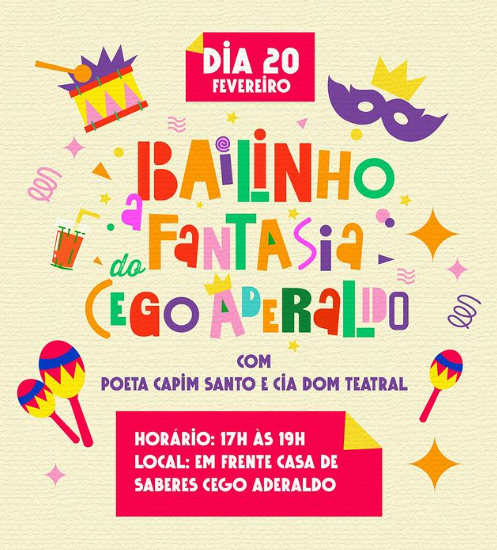 DIA 20
FEVEREIRO
BAILINHO
a FANTASIA
do
CEGO ADERALDO
COM
POETA CAPIM SANTO E CIA DOM TEATRAL
HORÁRIO: 17H ÀS 19H
LOCAL: EM FRENTE CASA DE
SABERES CEGO ADERALDO